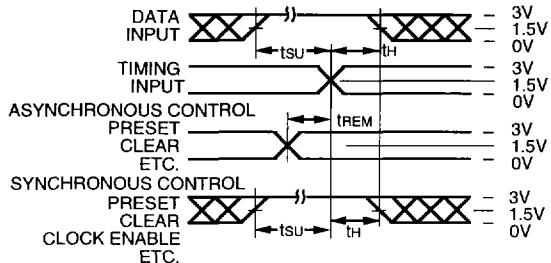 DATA
INPUT
3V
1.5V
0V
tSU
tH
TIMING
INPUT
3V
1.5V
0V
ASYNCHRONOUS CONTROL
PRESET
CLEAR
ETC.
tREM
3V
1.5V
0V
SYNCHRONOUS CONTROL
PRESET
CLEAR
CLOCK ENABLE
ETC.
3V
1.5V
0V
tSU
tH